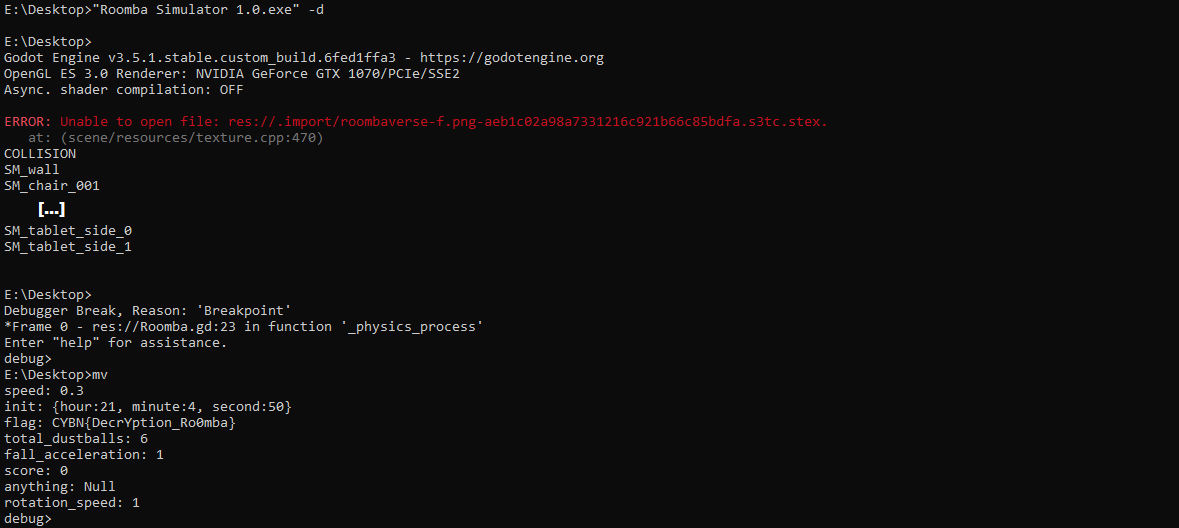 E:\Desktop>"Roomba Simulator 1.0.exe" -d
E:\Desktop>
Godot Engine v3.5.1.stable.custom_build.6fed1ffa3 - https://godotengine.org
OpenGL ES 3.0 Renderer: NVIDIA GeForce GTX 1070/PCIe/SSE2
Async. shader compilation: OFF
ERROR: Unable to open file: res://.import/roombaverse-f.png-aeb1c02a98a7331216c921b66c85bdfa.s3tc.stex.
at: (scene/resources/texture.cpp:470)
COLLISION
SM_wall
SM_chair_001
[...]
SM_tablet_side_0
SM_tablet_side_1
E:\Desktop>
Debugger Break, Reason: 'Breakpoint'
*Frame 0 - res://Roomba.gd:23 in function '_physics_process'
Enter "help" for assistance.
debug>
E:\Desktop>mv
speed: 0.3
init: {hour:21, minute:4, second:50}
flag: CYBN{DecrYption_Ro0mba}
total_dustballs: 6
fall_acceleration: 1
score: 0
anything: Null
rotation_speed: 1
debug>